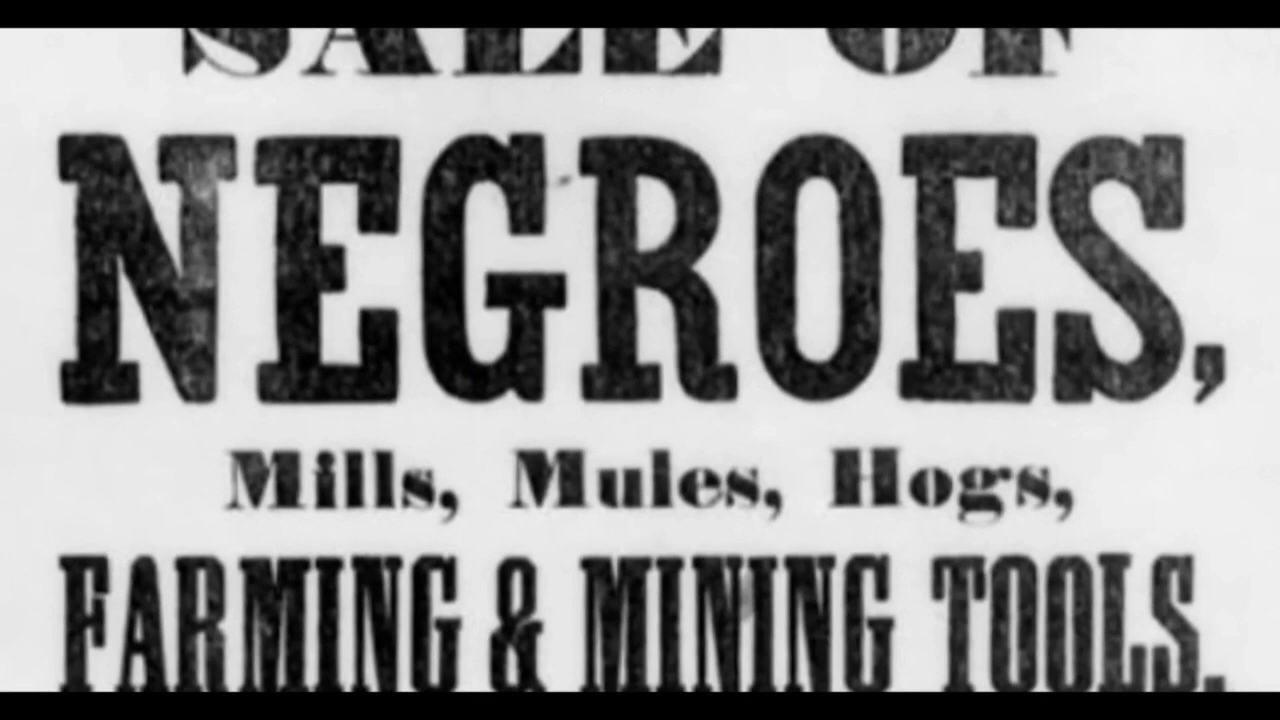 SALE OF
NEGROES,
Mills, Mules, Hogs,
FARMING & MINING TOOLS.